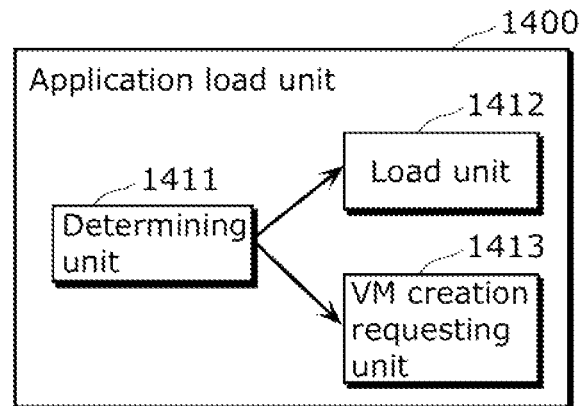 1400
Application load unit
1412
Load unit
1411
Determining
unit
1413
VM creation
requesting
unit